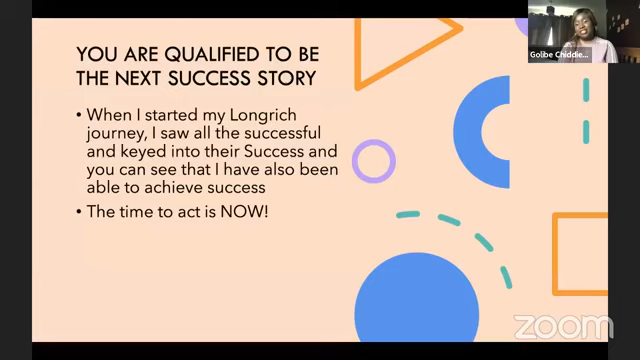 YOU ARE QUALIFIED TO BE
THE NEXT SUCCESS STORY
• When I started my Longrich
journey, I saw all the successful
and keyed into their Success and
you can see that I have also been
able to achieve success
• The time to act is NOW!
Golibe Chiddie...
zoom